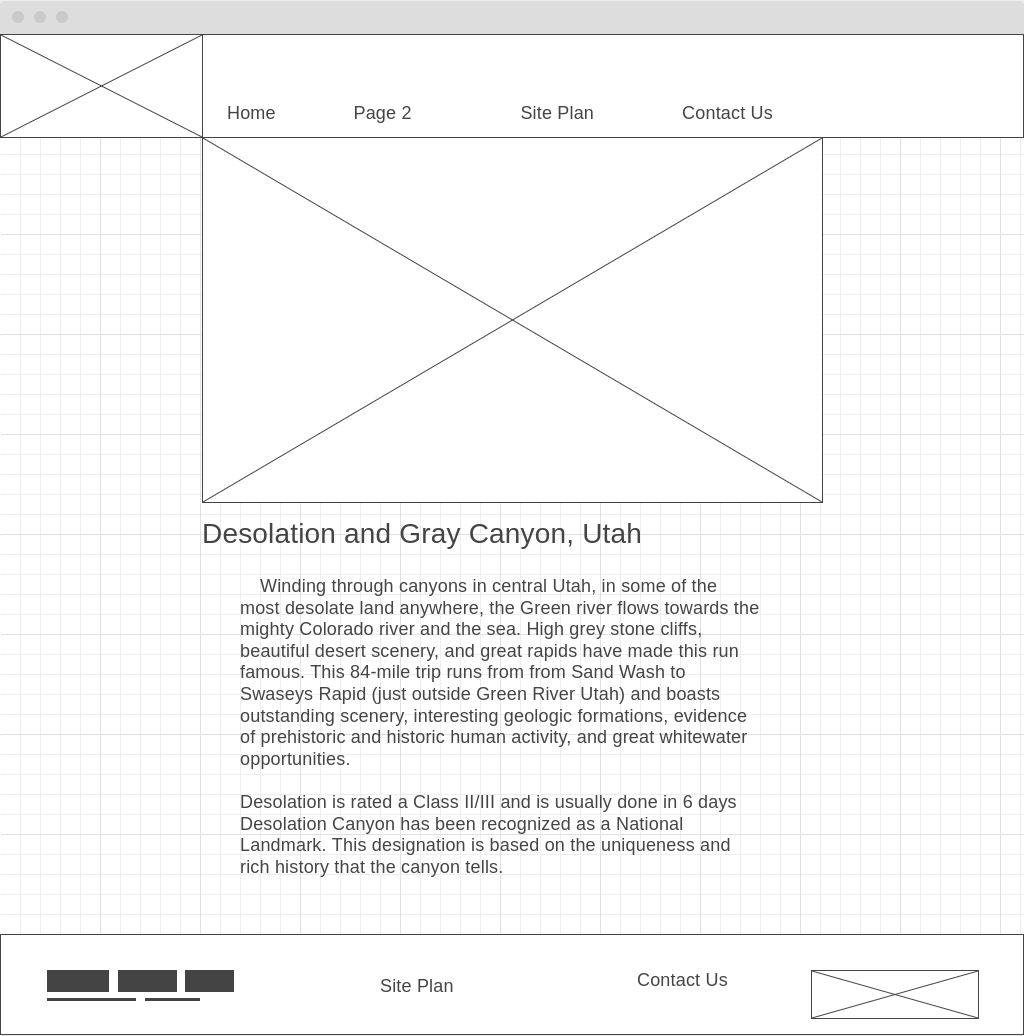 Home Page 2 Site Plan Contact Us
Desolation and Gray Canyon, Utah
Winding through canyons in central Utah, in some of the
most desolate land anywhere, the Green river flows towards the
mighty Colorado river and the sea. High grey stone cliffs,
beautiful desert scenery, and great rapids have made this run
famous. This 84-mile trip runs from from Sand Wash to
Swaseys Rapid (just outside Green River Utah) and boasts
outstanding scenery, interesting geologic formations, evidence
of prehistoric and historic human activity, and great whitewater
opportunities.
Desolation is rated a Class II/III and is usually done in 6 days
Desolation Canyon has been recognized as a National
Landmark. This designation is based on the uniqueness and
rich history that the canyon tells.
Site Plan Contact Us